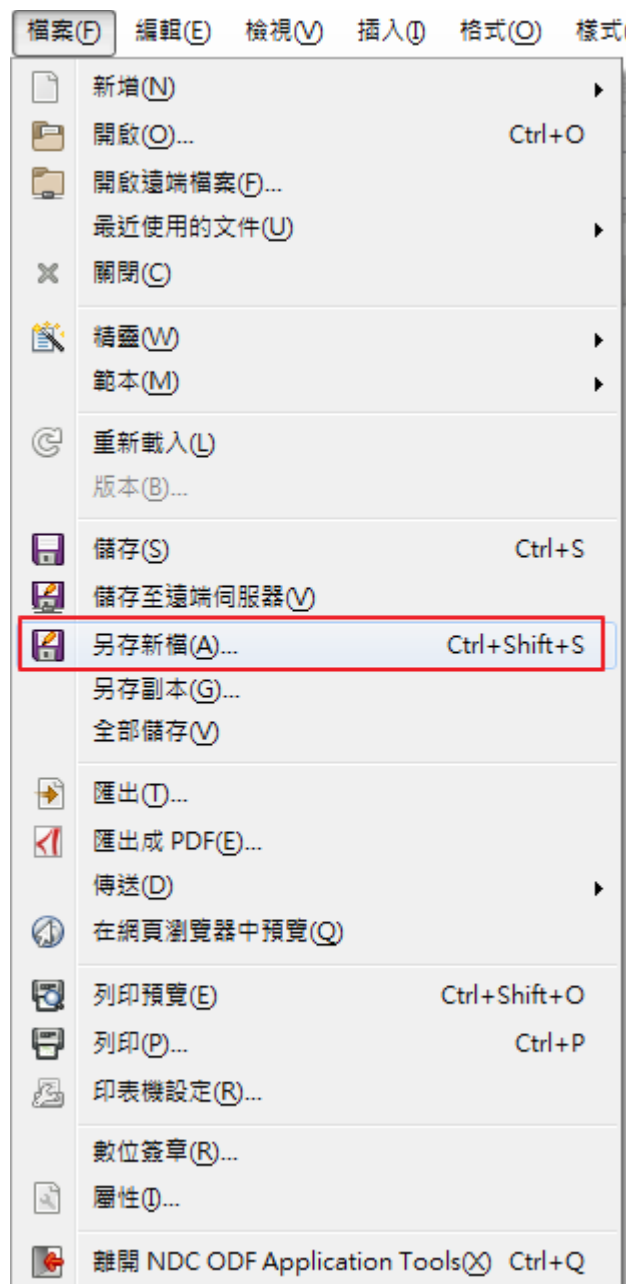 檔案(F) 編輯(E) 檢視(V) 插入(I) 格式(O) 樣式(
新增(N)
開啟(O)... Ctrl+O
開啟遠端檔案(F)...
最近使用的文件(U)
關閉(C)
精靈(W)
範本(M)
重新載入(L)
版本(B)...
儲存(S) Ctrl+S
儲存至遠端伺服器(V)
另存新檔(A)... Ctrl+Shift+S
另存副本(G)...
全部儲存(V)
匯出(T)...
匯出成 PDF(E)...
傳送(D)
在網頁瀏覽器中預覽(Q)
列印預覽(E) Ctrl+Shift+O
列印(P)... Ctrl+P
印表機設定(R)...
數位簽章(R)...
屬性(I)...
離開 NDC ODF Application Tools(X) Ctrl+Q